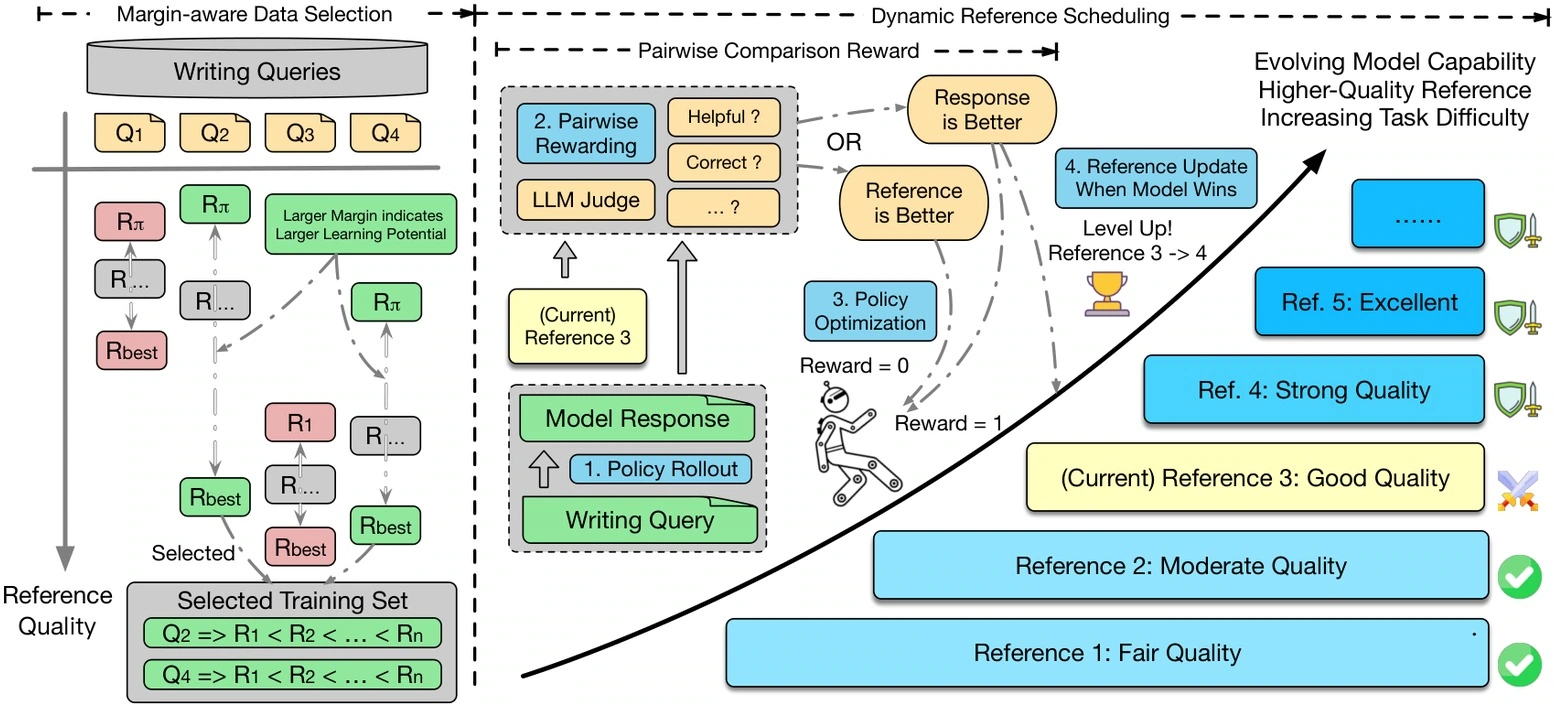 Margin-aware Data Selection
Writing Queries
Q1
Q2
Q3
Q4
Rπ
R...
Rbest
Rπ
R...
Rbest
Larger Margin indicates
Larger Learning Potential
R1
R...
Rbest
Rπ
R...
Rbest
Selected
Reference
Quality
Selected Training Set
Q2 => R1 < R2 < ... < Rn
Q4 => R1 < R2 < ... < Rn
Dynamic Reference Scheduling
Pairwise Comparison Reward
2. Pairwise
Rewarding
LLM Judge
Helpful ?
Correct ?
... ?
OR
Response
is Better
Reference
is Better
(Current)
Reference 3
Model Response
1. Policy Rollout
Writing Query
3. Policy
Optimization
Reward = 0
Reward = 1
4. Reference Update
When Model Wins
Level Up!
Reference 3 -> 4
Evolving Model Capability
Higher-Quality Reference
Increasing Task Difficulty
......
Ref. 5: Excellent
Ref. 4: Strong Quality
(Current) Reference 3: Good Quality
Reference 2: Moderate Quality
Reference 1: Fair Quality